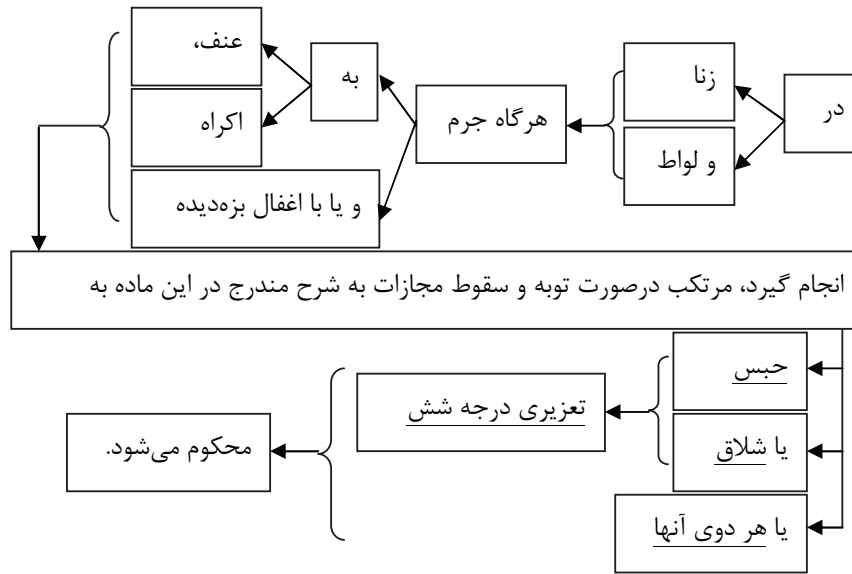 در
زنا
و لواط
هرگاه جرم
به
عنف،
اکراه
و یا با اغفال بزه‌دیده
انجام گیرد، مرتکب درصورت توبه و سقوط مجازات به شرح مندرج در این ماده به
حبس
یا شلاق
تعزیری درجه شش
یا هر دوی آنها
محکوم می‌شود.